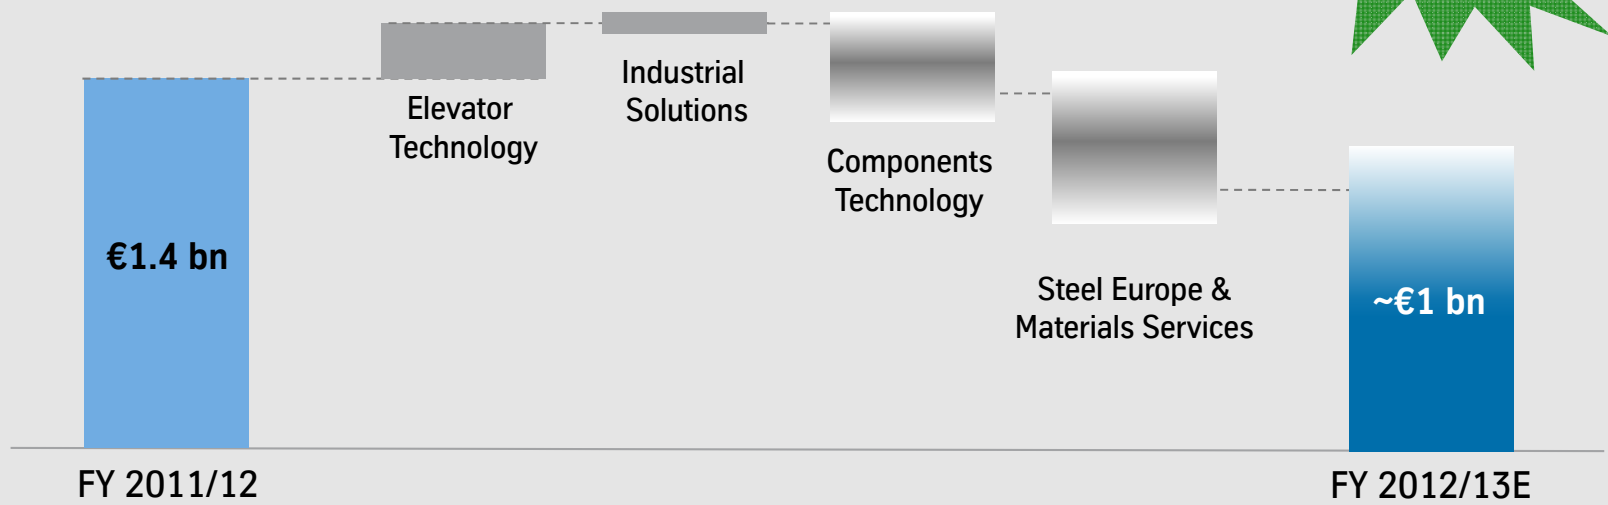 €1.4 bn
Elevator
Technology
Industrial
Solutions
Components
Technology
Steel Europe &
Materials Services
~€1 bn
FY 2011/12
FY 2012/13E